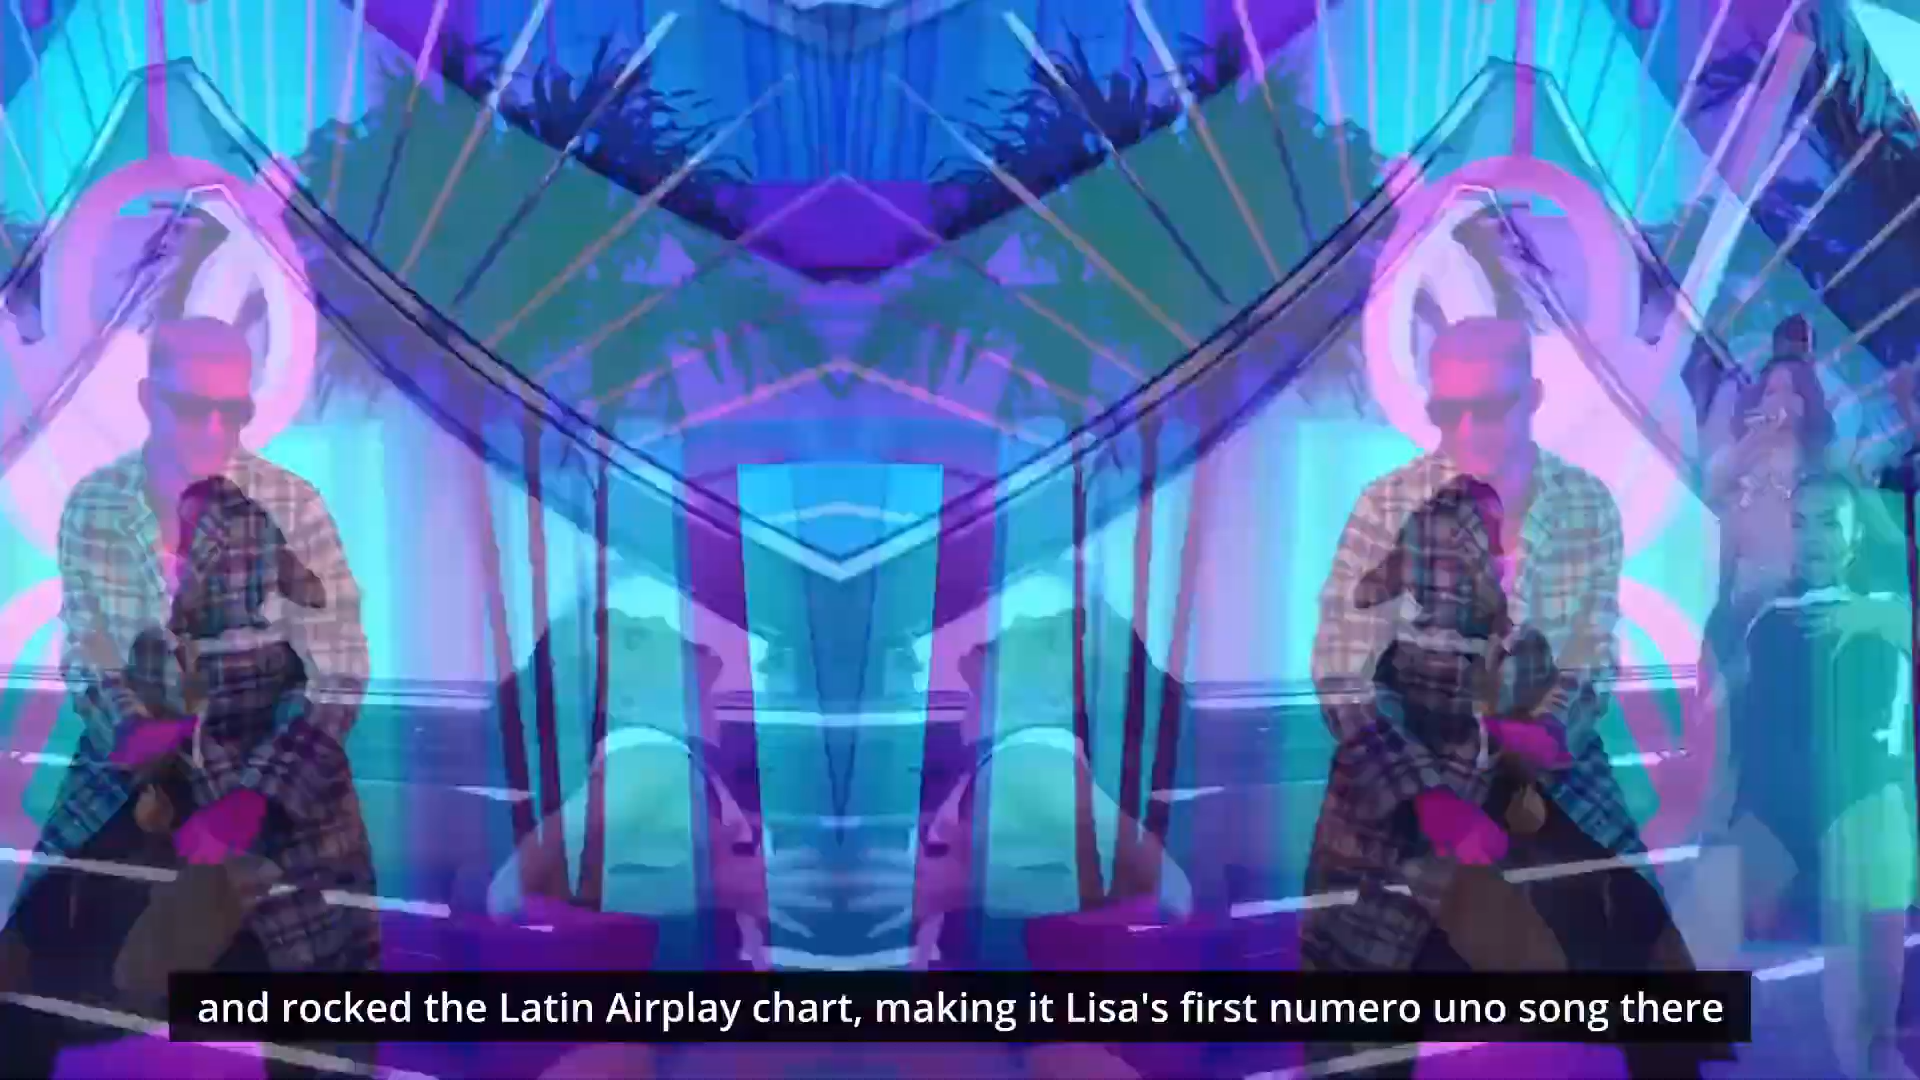 and rocked the Latin Airplay chart, making it Lisa's first numero uno song there